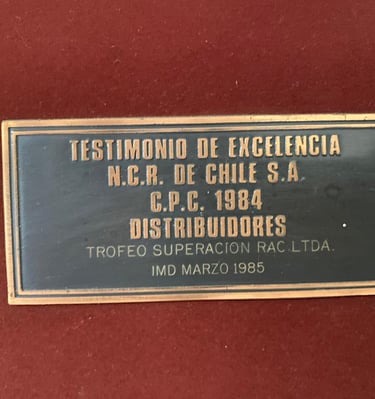 TESTIMONIO DE EXCELENCIA
N.C.R. DE CHILE S.A.
C.P.C. 1984
DISTRIBUIDORES
TROFEO SUPERACION RAC.LTDA.
IMD MARZO 1985